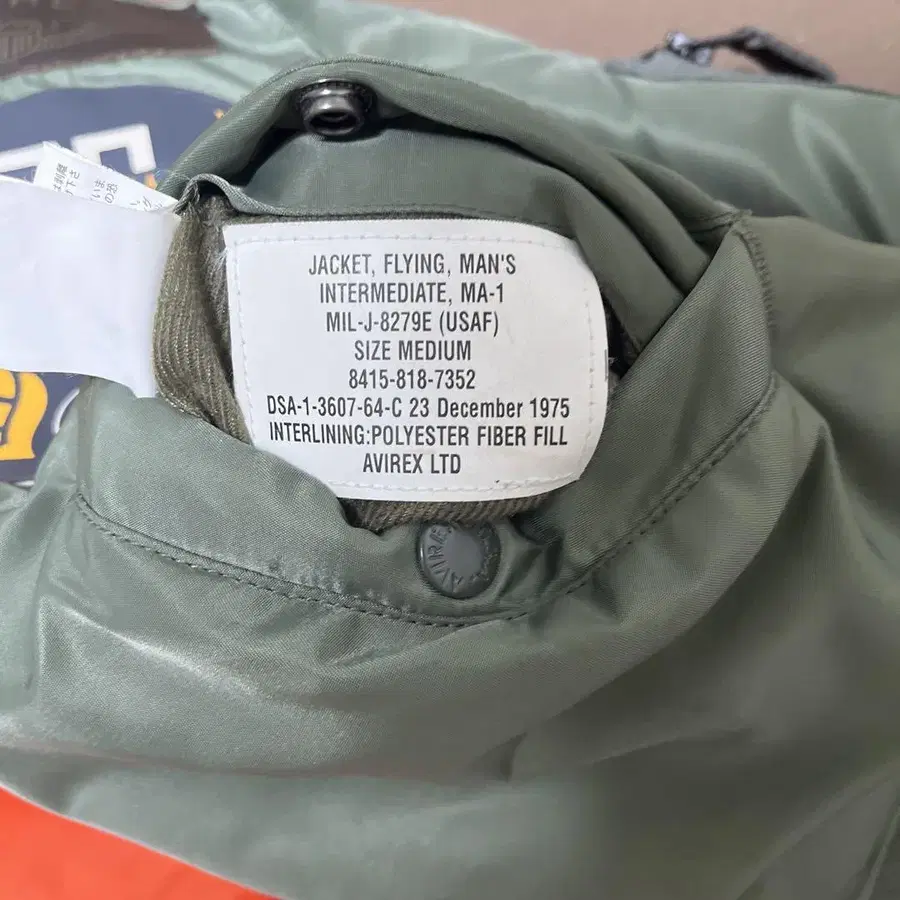 JACKET, FLYING, MAN'S
INTERMEDIATE, MA-1
MIL-J-8279E (USAF)
SIZE MEDIUM
8415-818-7352
DSA-1-3607-64-C 23 December 1975
INTERLINING:POLYESTER FIBER FILL
AVIREX LTD
AVIREX